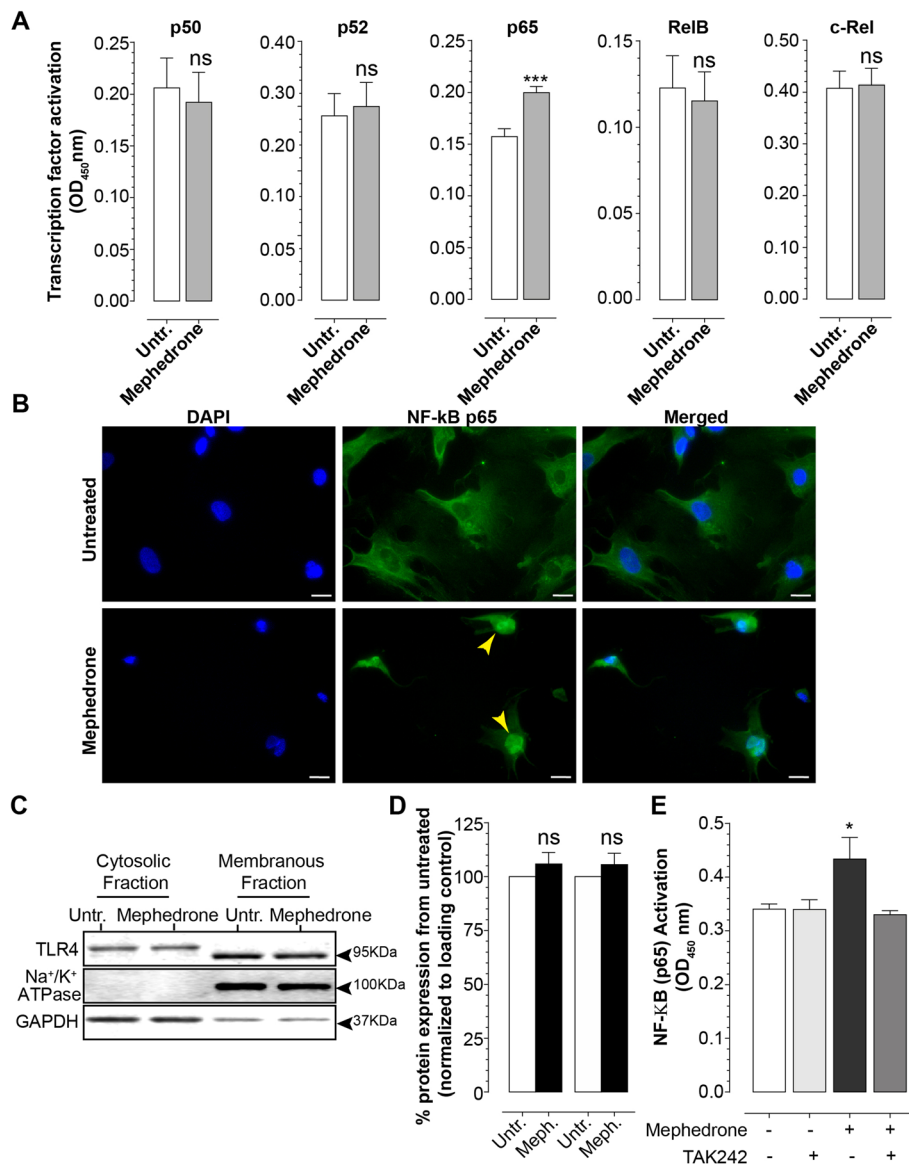 A
p50 p52 p65 RelB c-Rel
Transcription factor activation
(OD450nm)
0.25 0.40 0.25 0.15 0.50
0.20 0.30 0.20 0.40
0.15 0.20 0.15 0.10 0.30
0.10 0.10 0.20
0.05 0.10 0.05 0.05 0.10
0.00 0.00 0.00 0.00 0.00
ns ns *** ns ns
Untr. Mephedrone Untr. Mephedrone Untr. Mephedrone Untr. Mephedrone Untr. Mephedrone
B
DAPI NF-kB p65 Merged
Untreated
Mephedrone
C
Cytosolic Membranous
Fraction Fraction
Untr. Mephedrone Untr. Mephedrone
TLR4 95KDa
Na+/K+
ATPase 100KDa
GAPDH 37KDa
D
% protein expression from untreated
(normalized to loading control)
125
100
75
50
25
0
ns ns
Untr. Meph. Untr. Meph.
E
NF-KB (p65) Activation
(OD450 nm)
0.5
0.4
0.3
0.3
0.1
0.0
*
Mephedrone - - + +
TAK242 - + - +